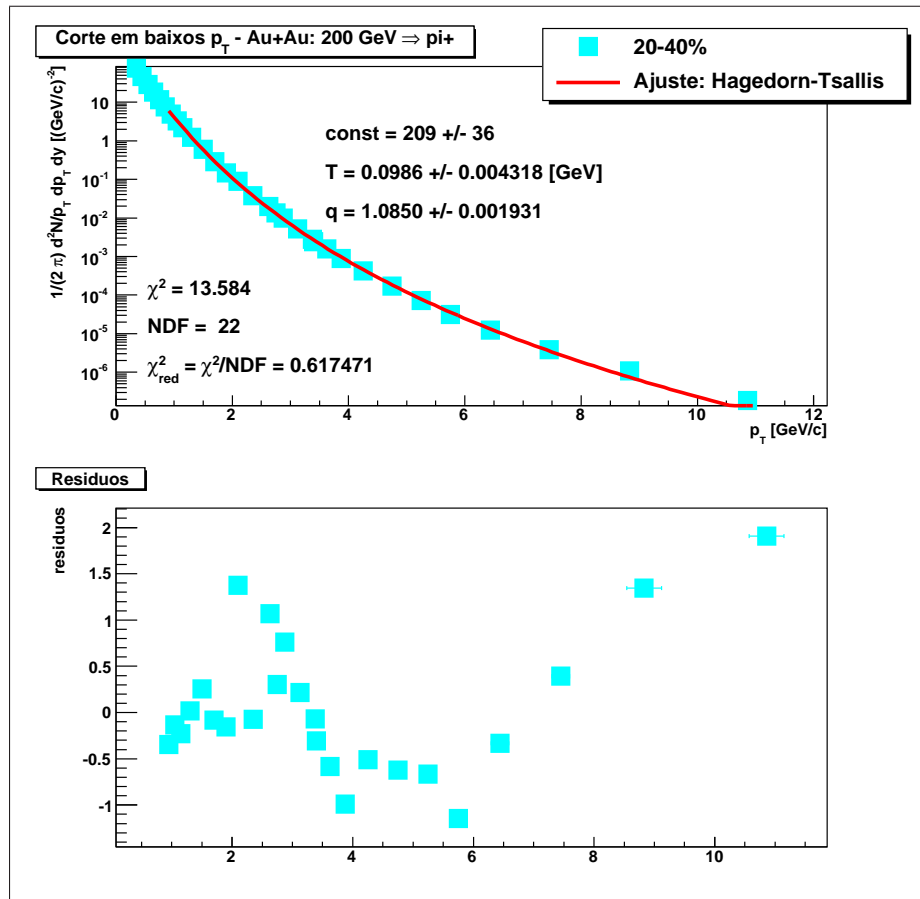 Corte em baixos p_T - Au+Au: 200 GeV ⇒ pi+
20-40%
Ajuste: Hagedorn-Tsallis
1/(2 π) d²N/p_T dp_T dy [(GeV/c)⁻²]
10
1
10⁻¹
10⁻²
10⁻³
10⁻⁴
10⁻⁵
10⁻⁶
const = 209 +/- 36
T = 0.0986 +/- 0.004318 [GeV]
q = 1.0850 +/- 0.001931
χ² = 13.584
NDF = 22
χ²_red = χ²/NDF = 0.617471
0 2 4 6 8 10 12
p_T [GeV/c]
Residuos
residuos
2
1.5
1
0.5
0
-0.5
-1
2 4 6 8 10